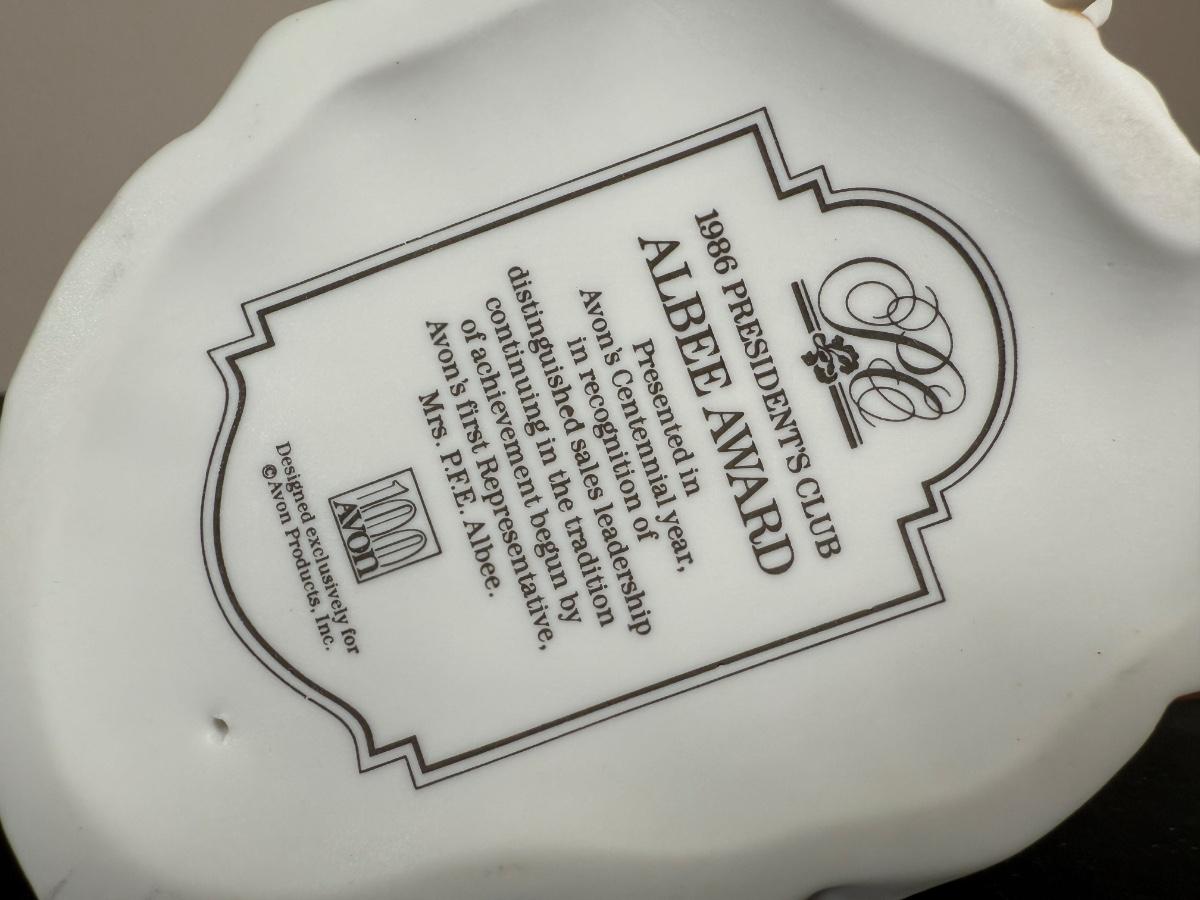 PC
1986 PRESIDENT'S CLUB
ALBEE AWARD
Presented in
Avon's Centennial year,
in recognition of
distinguished sales leadership
continuing in the tradition
of achievement begun by
Avon's first Representative,
Mrs. P.F.E. Albee.
100
AVON
Designed exclusively for
©Avon Products, Inc.